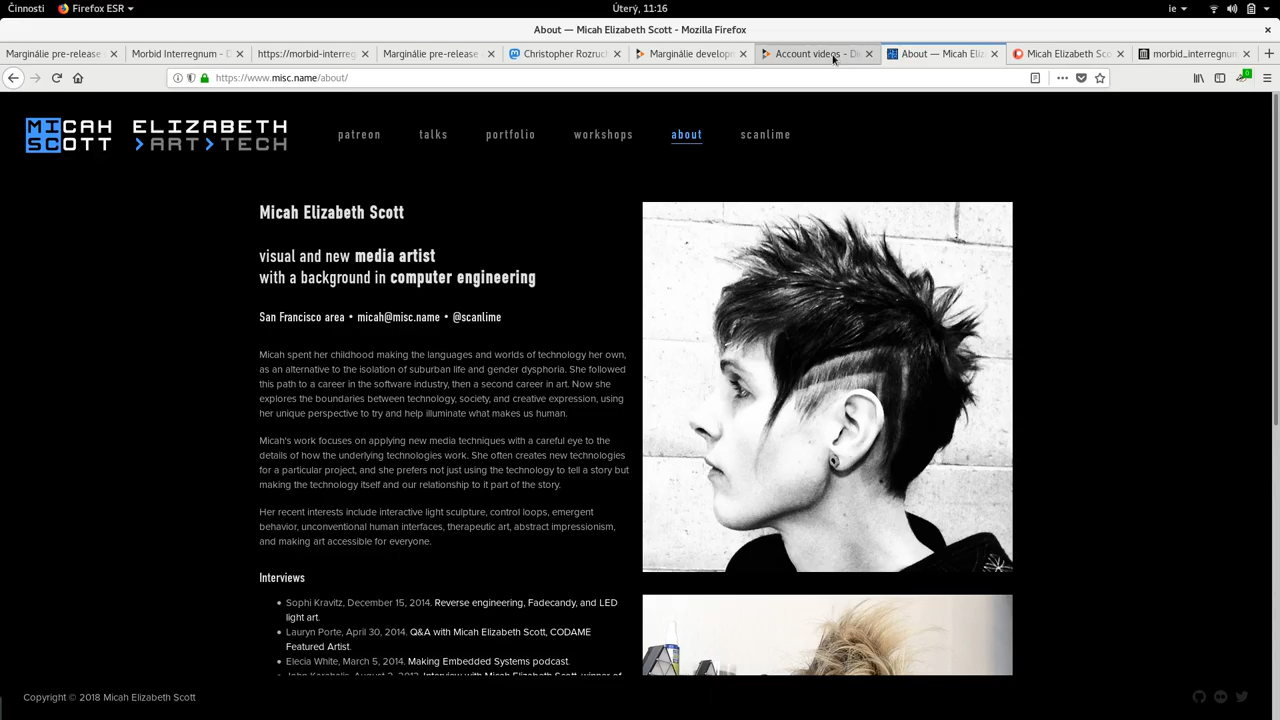 Činnosti Firefox ESR Úterý, 11:16 ie
About — Micah Elizabeth Scott - Mozilla Firefox
Marginálie pre-release Morbid Interregnum - D https://morbid-interreg Marginálie pre-release Christopher Rozruc Marginálie develop Account videos - Di About — Micah Eliz Micah Elizabeth Sco morbid_interregnum
https://www.misc.name/about/
0
MICAH ELIZABETH
SCOTT >ART>TECH
patreon talks portfolio workshops about scanlime
Micah Elizabeth Scott
visual and new media artist
with a background in computer engineering
San Francisco area • micah@misc.name • @scanlime
Micah spent her childhood making the languages and worlds of technology her own,
as an alternative to the isolation of suburban life and gender dysphoria. She followed
this path to a career in the software industry, then a second career in art. Now she
explores the boundaries between technology, society, and creative expression, using
her unique perspective to try and help illuminate what makes us human.
Micah's work focuses on applying new media techniques with a careful eye to the
details of how the underlying technologies work. She often creates new technologies
for a particular project, and she prefers not just using the technology to tell a story but
making the technology itself and our relationship to it part of the story.
Her recent interests include interactive light sculpture, control loops, emergent
behavior, unconventional human interfaces, therapeutic art, abstract impressionism,
and making art accessible for everyone.
Interviews
• Sophi Kravitz, December 15, 2014. Reverse engineering, Fadecandy, and LED
light art.
• Lauryn Porte, April 30, 2014. Q&A with Micah Elizabeth Scott, CODAME
Featured Artist.
• Elecia White, March 5, 2014. Making Embedded Systems podcast.
Interview with Micah Elizabeth Scott, winner of
Copyright © 2018 Micah Elizabeth Scott